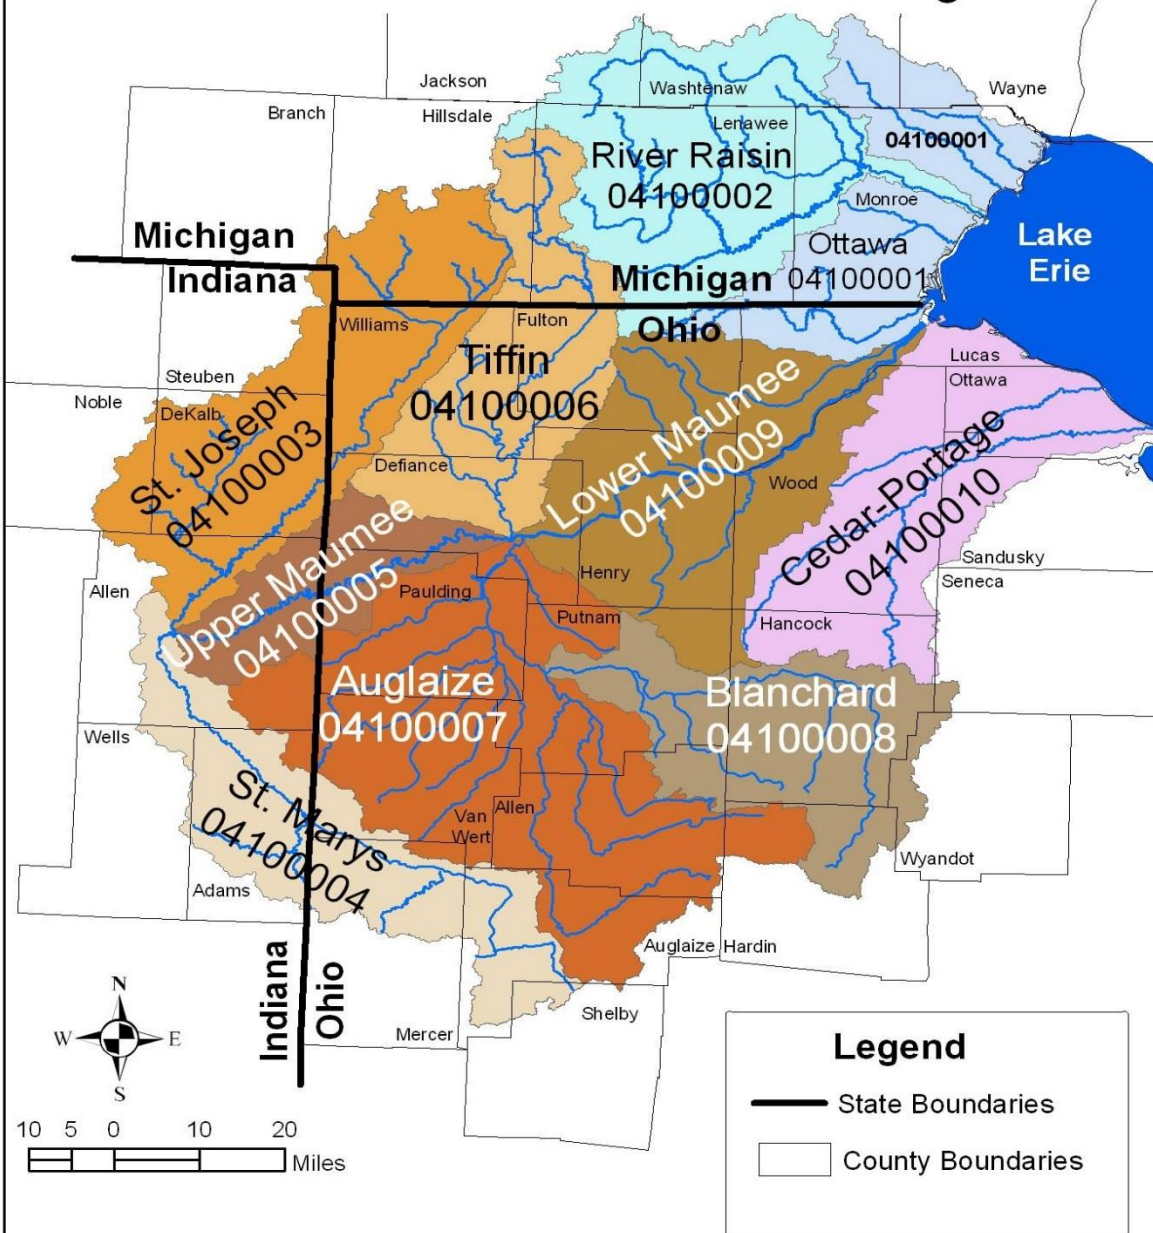 Jackson
Branch
Hillsdale
Washtenaw
Wayne
Lenawee
04100001
River Raisin
04100002
Monroe
Ottawa
04100001
Lake
Erie
Michigan
Indiana
Michigan
Ohio
Williams
Fulton
Tiffin
04100006
Steuben
Noble
DeKalb
St. Joseph
04100003
Lucas
Ottawa
Defiance
Lower Maumee
04100009
Wood
Cedar-Portage
04100010
Upper Maumee
04100005
Henry
Sandusky
Seneca
Allen
Paulding
Putnam
Hancock
Auglaize
04100007
Blanchard
04100008
Wells
St. Marys
04100004
Van
Wert
Allen
Wyandot
Adams
Auglaize
Hardin
Indiana
Ohio
Shelby
Mercer
N
W
E
S
10 5 0 10 20
Miles
Legend
State Boundaries
County Boundaries